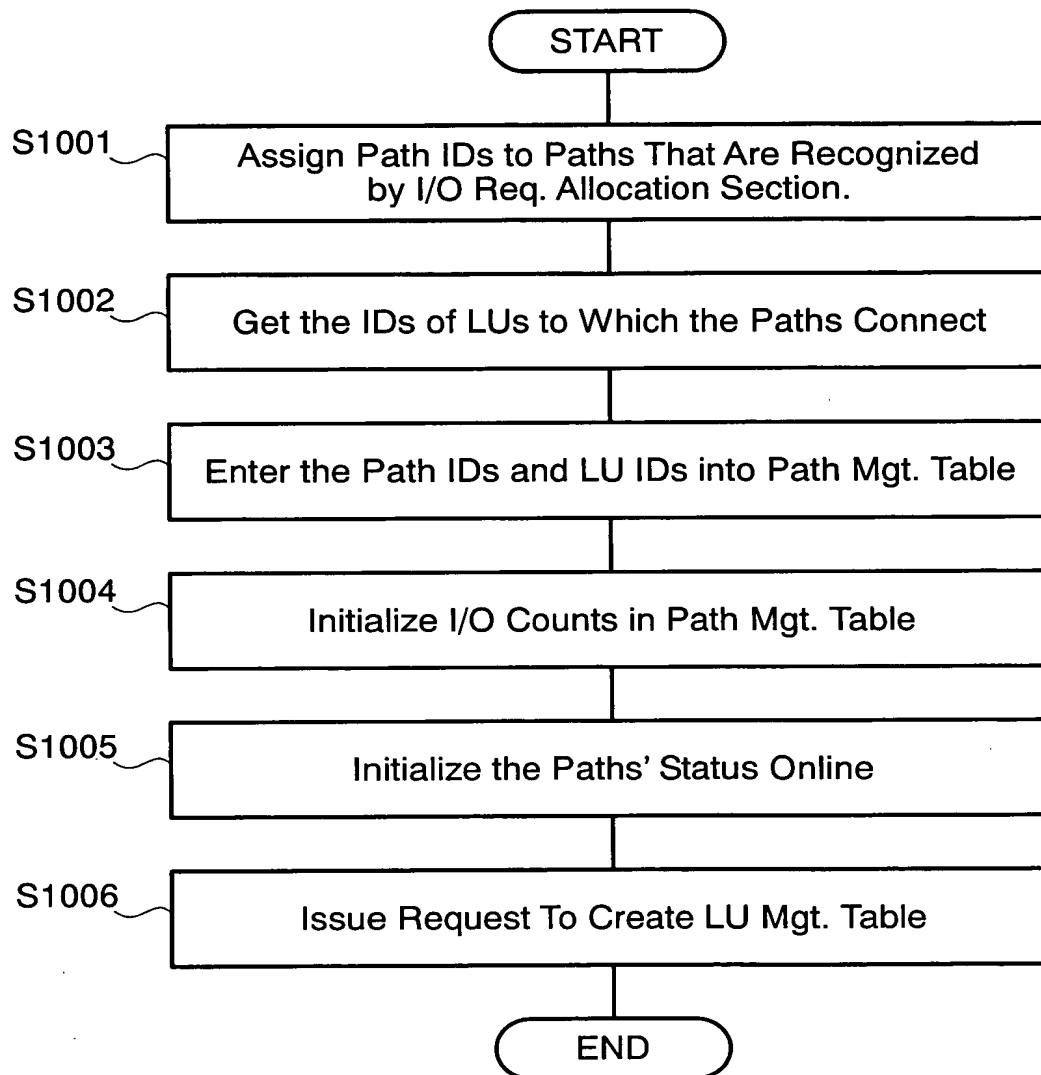 START
S1001
Assign Path IDs to Paths That Are Recognized
by I/O Req. Allocation Section.
S1002
Get the IDs of LUs to Which the Paths Connect
S1003
Enter the Path IDs and LU IDs into Path Mgt. Table
S1004
Initialize I/O Counts in Path Mgt. Table
S1005
Initialize the Paths' Status Online
S1006
Issue Request To Create LU Mgt. Table
END